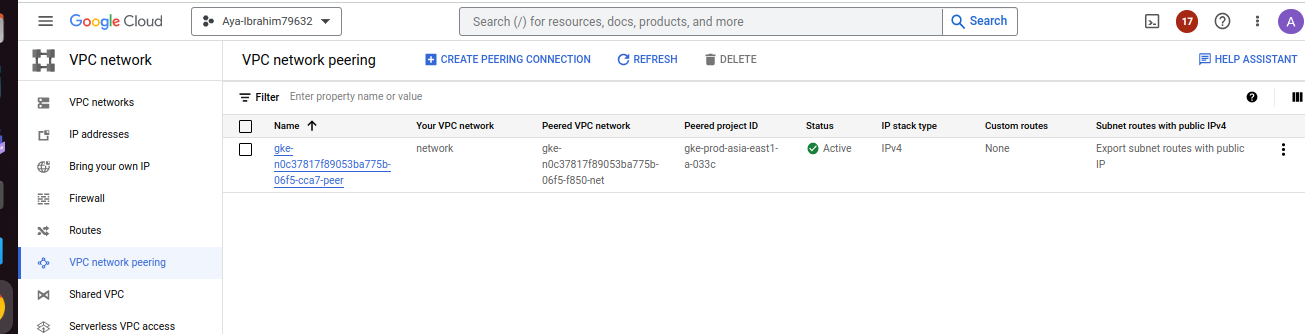 Google Cloud
Aya-Ibrahim79632
Search (/) for resources, docs, products, and more
Search
17
A
VPC network
VPC networks
IP addresses
Bring your own IP
Firewall
Routes
VPC network peering
Shared VPC
Serverless VPC access
VPC network peering
CREATE PEERING CONNECTION
REFRESH
DELETE
HELP ASSISTANT
Filter
Enter property name or value
Name
Your VPC network
Peered VPC network
Peered project ID
Status
IP stack type
Custom routes
Subnet routes with public IPv4
gke-
n0c37817f89053ba775b-
06f5-cca7-peer
network
gke-
n0c37817f89053ba775b-
06f5-f850-net
gke-prod-asia-east1-
a-033c
Active
IPv4
None
Export subnet routes with public
IP